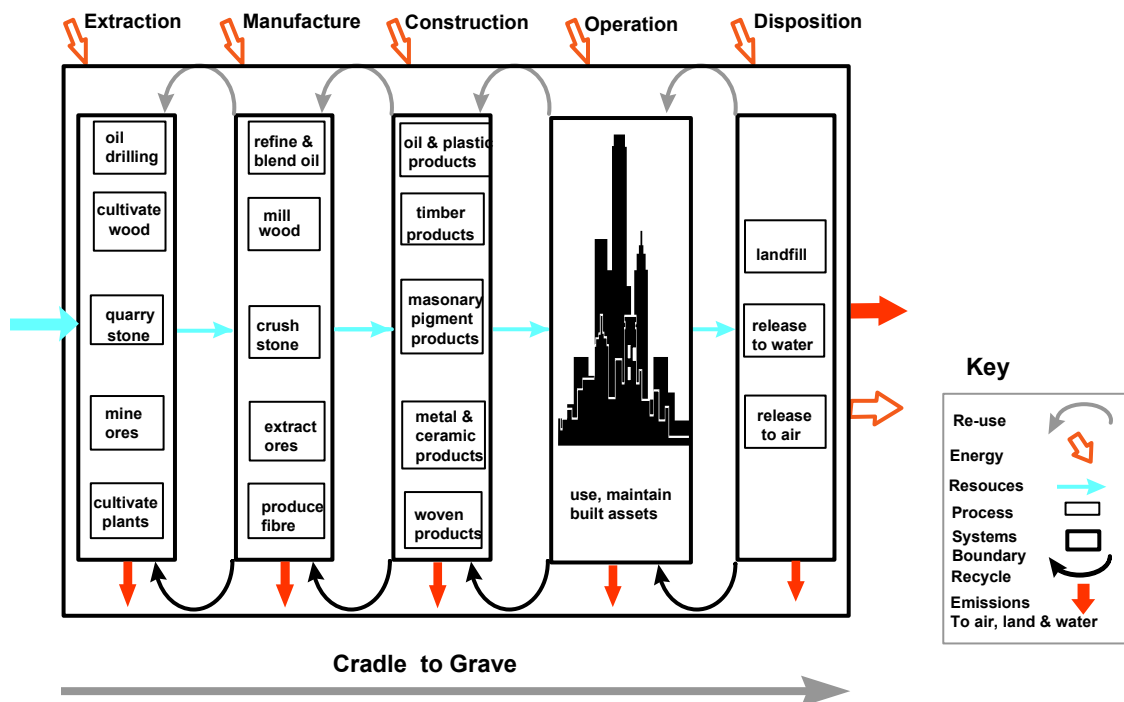 Extraction
Manufacture
Construction
Operation
Disposition
oil
drilling
cultivate
wood
quarry
stone
mine
ores
cultivate
plants
refine &
blend oil
mill
wood
crush
stone
extract
ores
produce
fibre
oil & plastic
products
timber
products
masonary
pigment
products
metal &
ceramic
products
woven
products
use, maintain
built assets
landfill
release
to water
release
to air
Key
Re-use
Energy
Resouces
Process
Systems
Boundary
Recycle
Emissions
To air, land & water
Cradle to Grave